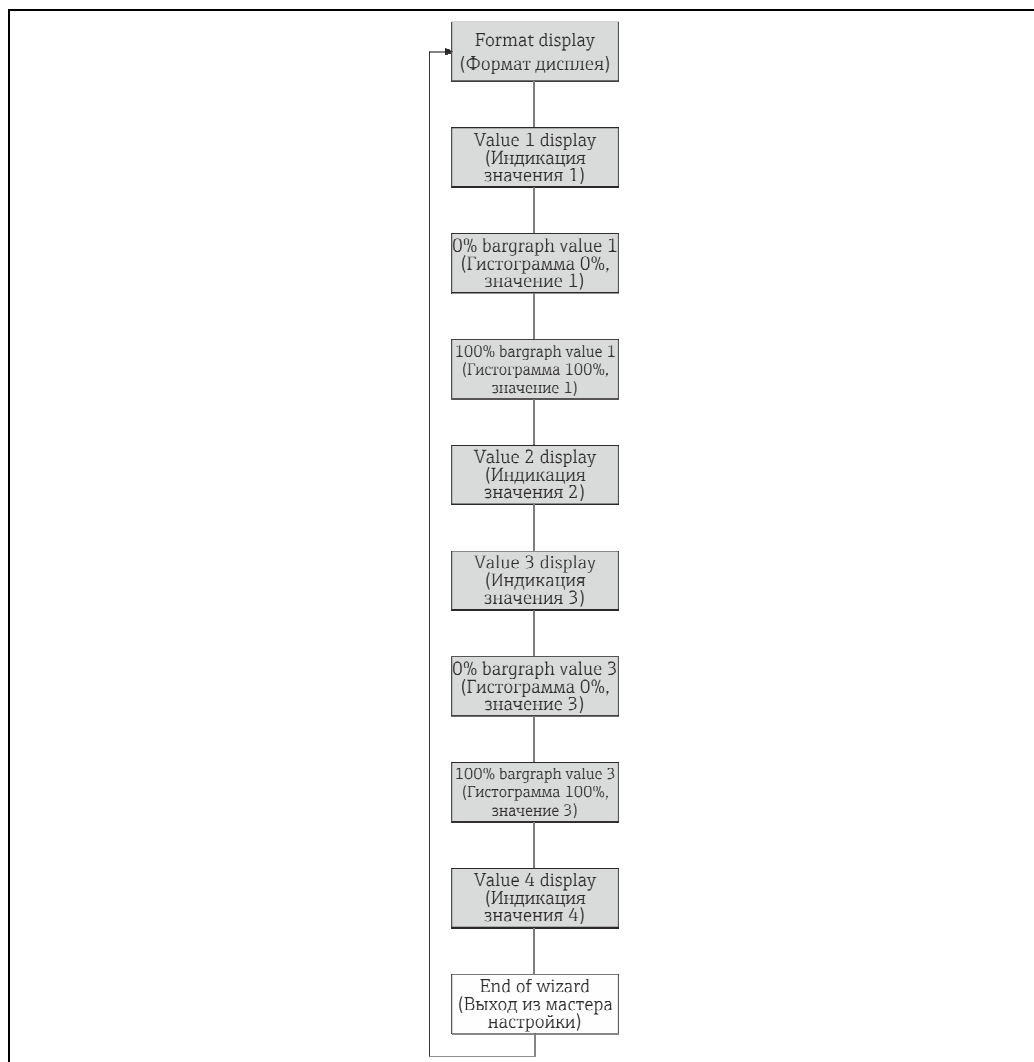 Format display
(Формат дисплея)
Value 1 display
(Индикация
значения 1)
0% bargraph value 1
(Гистограмма 0%,
значение 1)
100% bargraph value 1
(Гистограмма 100%,
значение 1)
Value 2 display
(Индикация
значения 2)
Value 3 display
(Индикация
значения 3)
0% bargraph value 3
(Гистограмма 0%,
значение 3)
100% bargraph value 3
(Гистограмма 100%,
значение 3)
Value 4 display
(Индикация
значения 4)
End of wizard
(Выход из мастера
настройки)